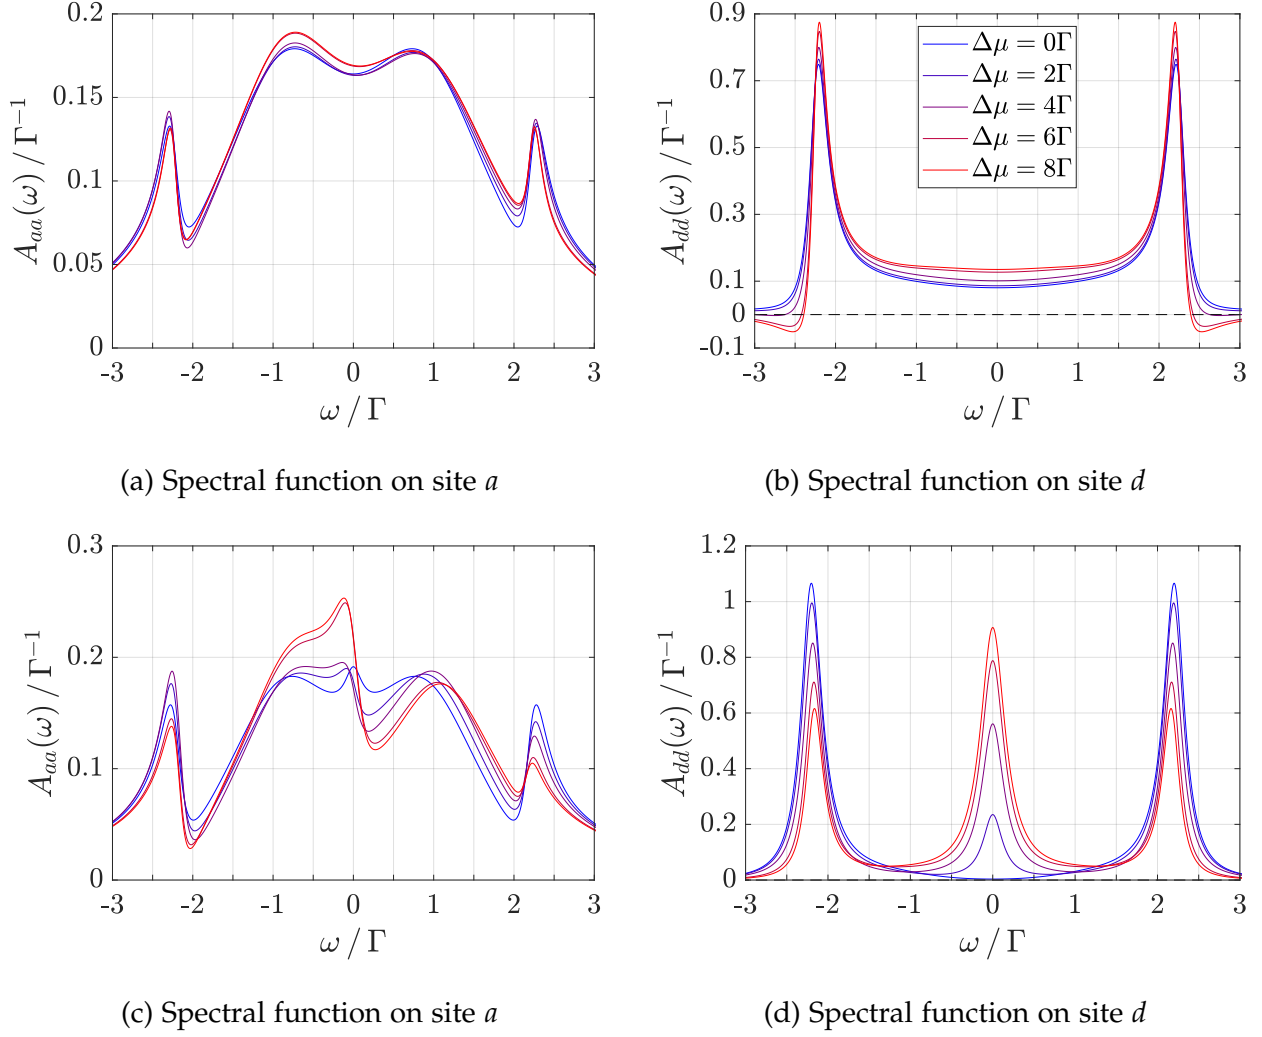 0.2
0.15
0.1
0.05
0
A_{aa}(ω) / Γ^{-1}
-3 -2 -1 0 1 2 3
ω / Γ
(a) Spectral function on site a
0.9
0.7
0.5
0.3
0.1
0
-0.1
A_{dd}(ω) / Γ^{-1}
Δμ = 0Γ
Δμ = 2Γ
Δμ = 4Γ
Δμ = 6Γ
Δμ = 8Γ
-3 -2 -1 0 1 2 3
ω / Γ
(b) Spectral function on site d
0.3
0.2
0.1
0
A_{aa}(ω) / Γ^{-1}
-3 -2 -1 0 1 2 3
ω / Γ
(c) Spectral function on site a
1.2
1
0.8
0.6
0.4
0.2
0
A_{dd}(ω) / Γ^{-1}
-3 -2 -1 0 1 2 3
ω / Γ
(d) Spectral function on site d